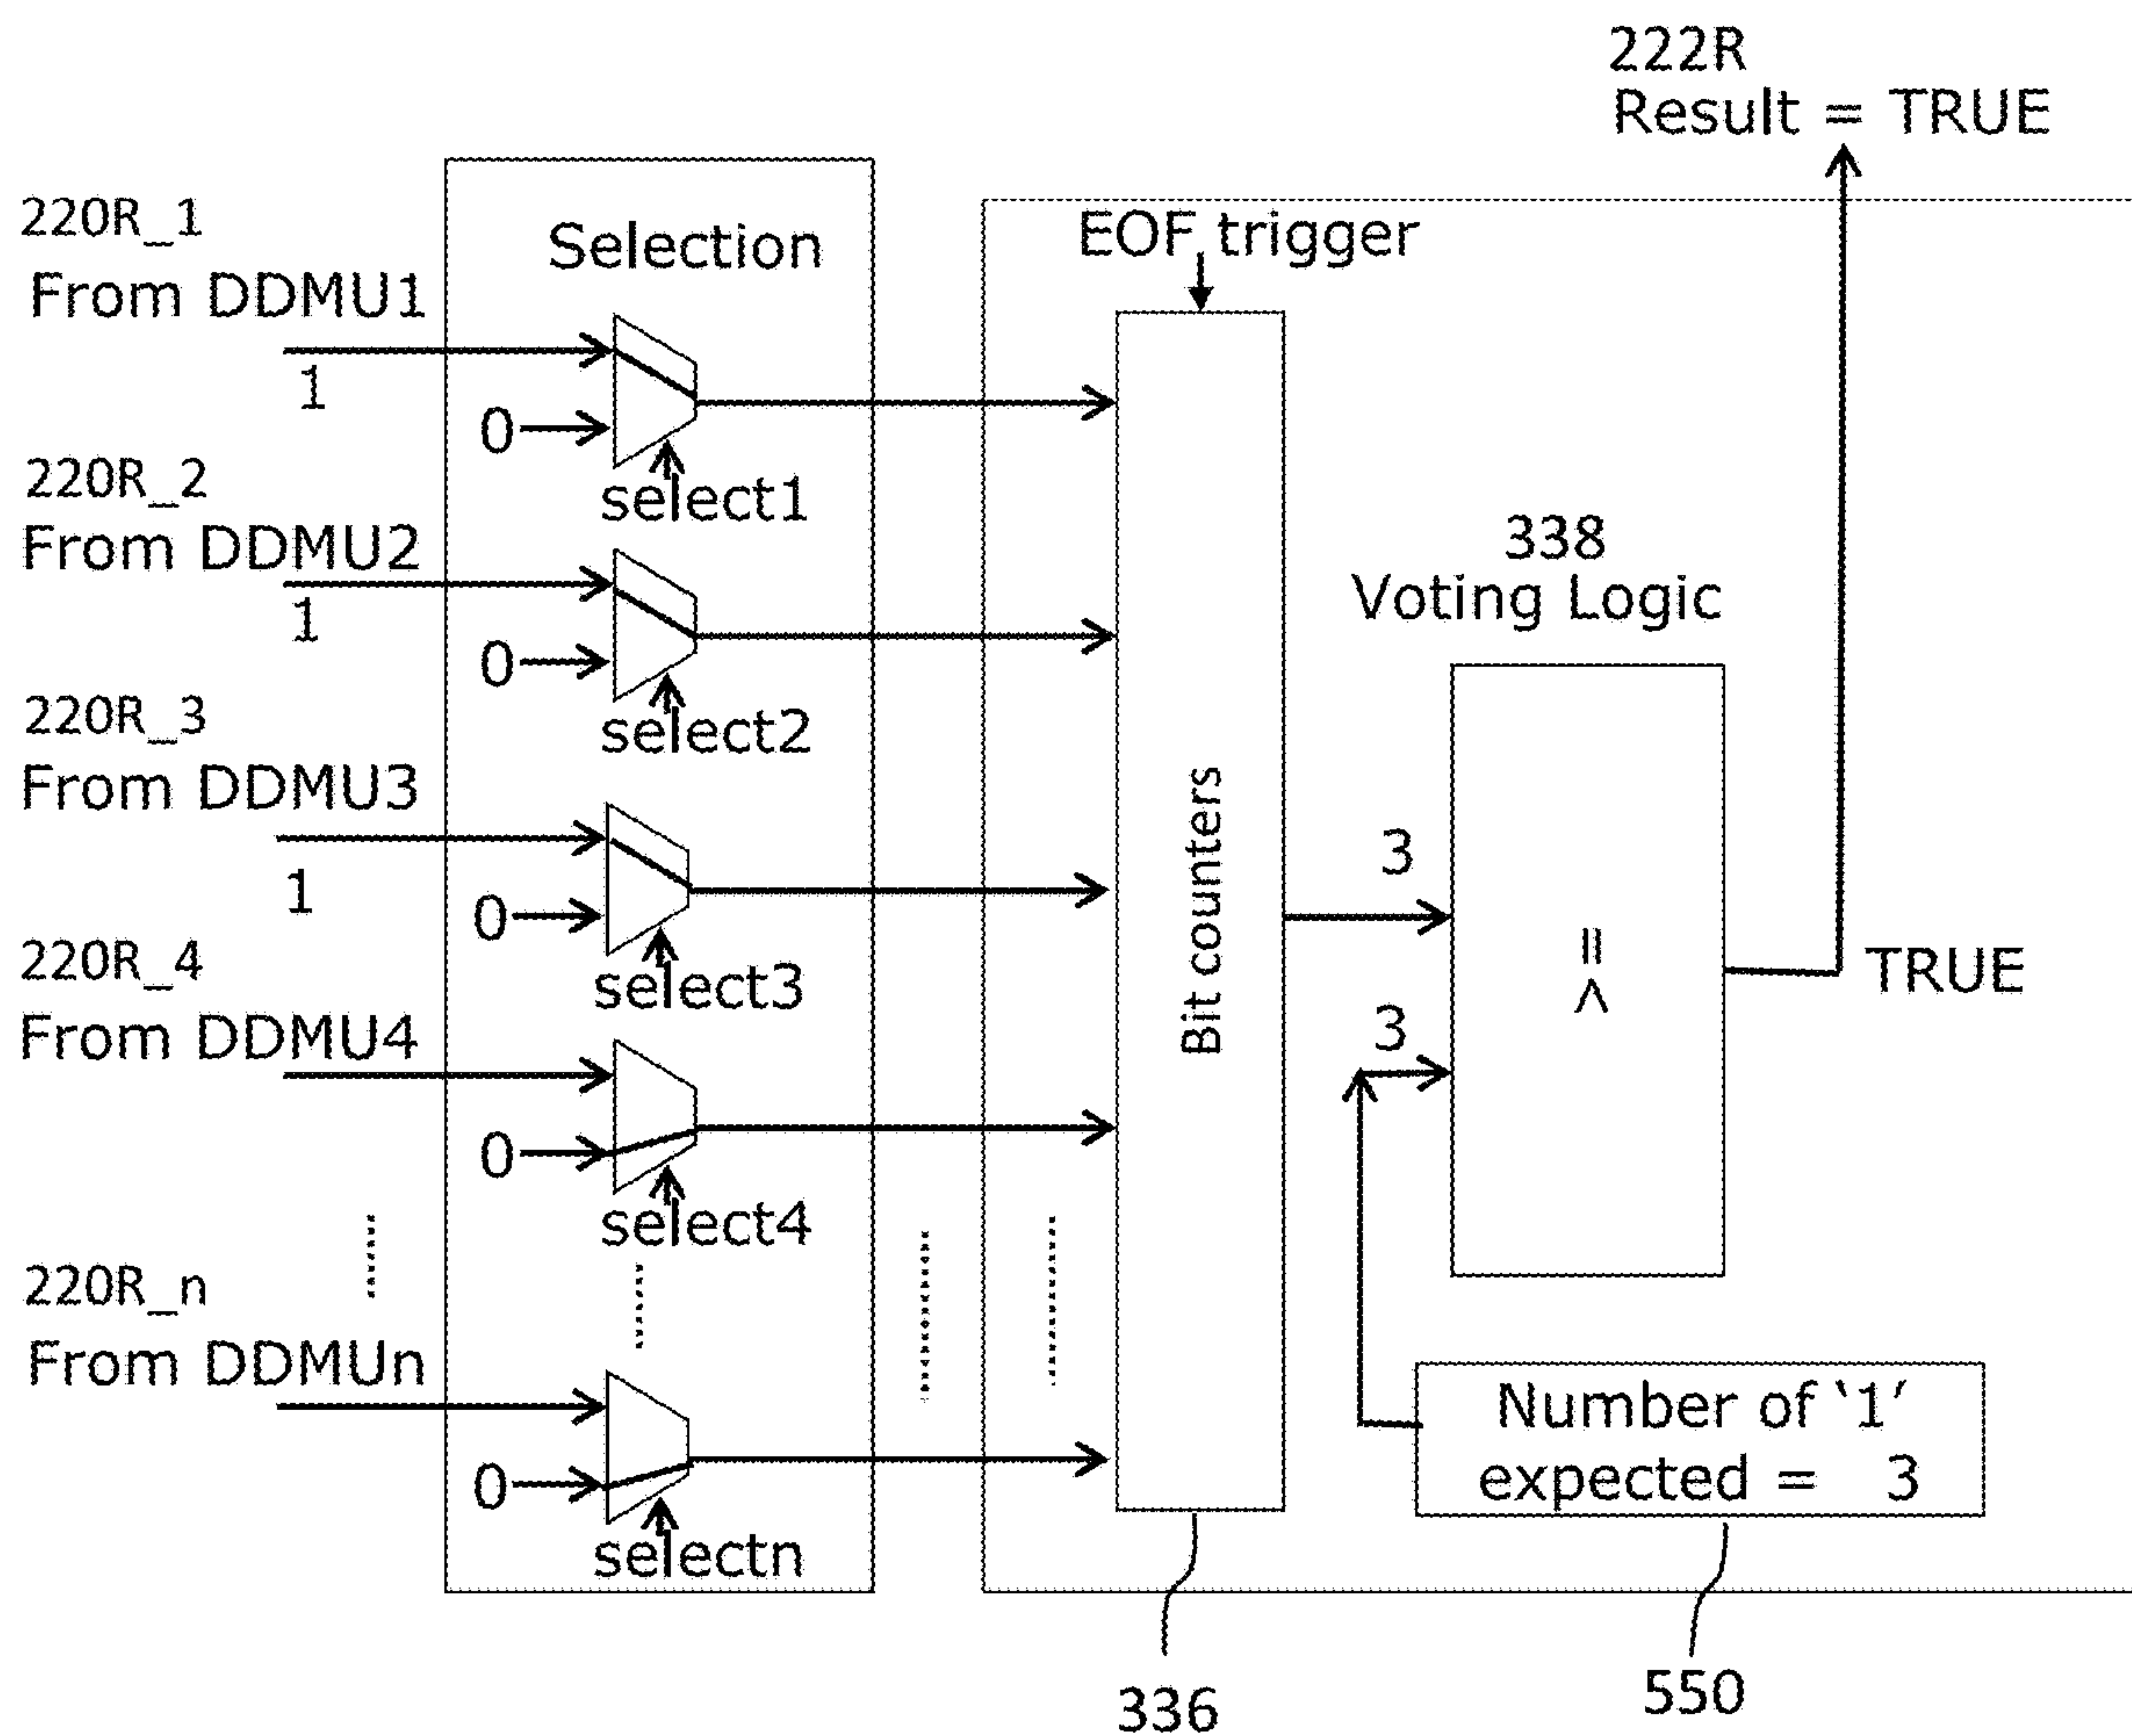 222R
Result = TRUE
220R_1
From DDMU1
1
0
Selection
select1
220R_2
From DDMU2
1
0
select2
220R_3
From DDMU3
1
0
select3
220R_4
From DDMU4
0
select4
220R_n
From DDMUn
0
selectn
EOF trigger
Bit counters
336
338
Voting Logic
3
3
=>
TRUE
Number of ‘1’
expected = 3
550